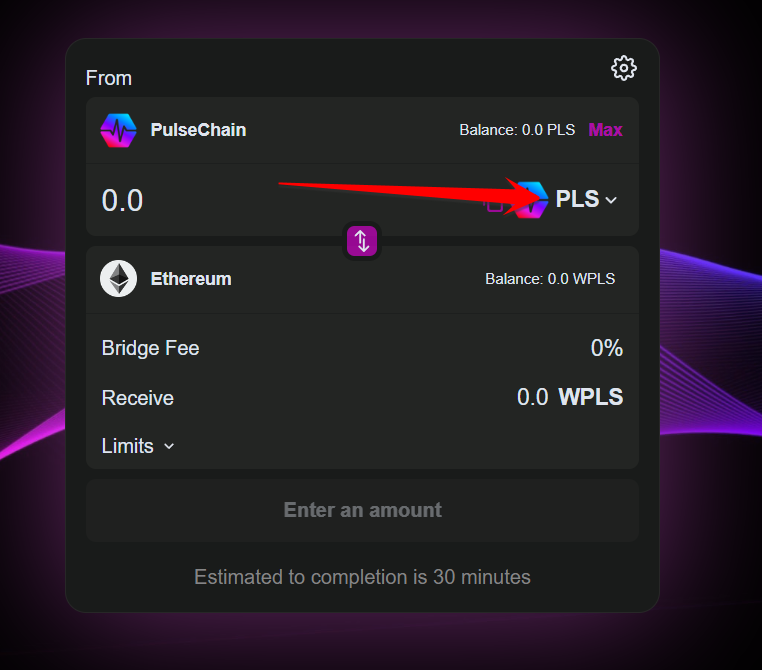 From
PulseChain Balance: 0.0 PLS Max
0.0 PLS
Ethereum Balance: 0.0 WPLS
Bridge Fee 0%
Receive 0.0 WPLS
Limits
Enter an amount
Estimated to completion is 30 minutes